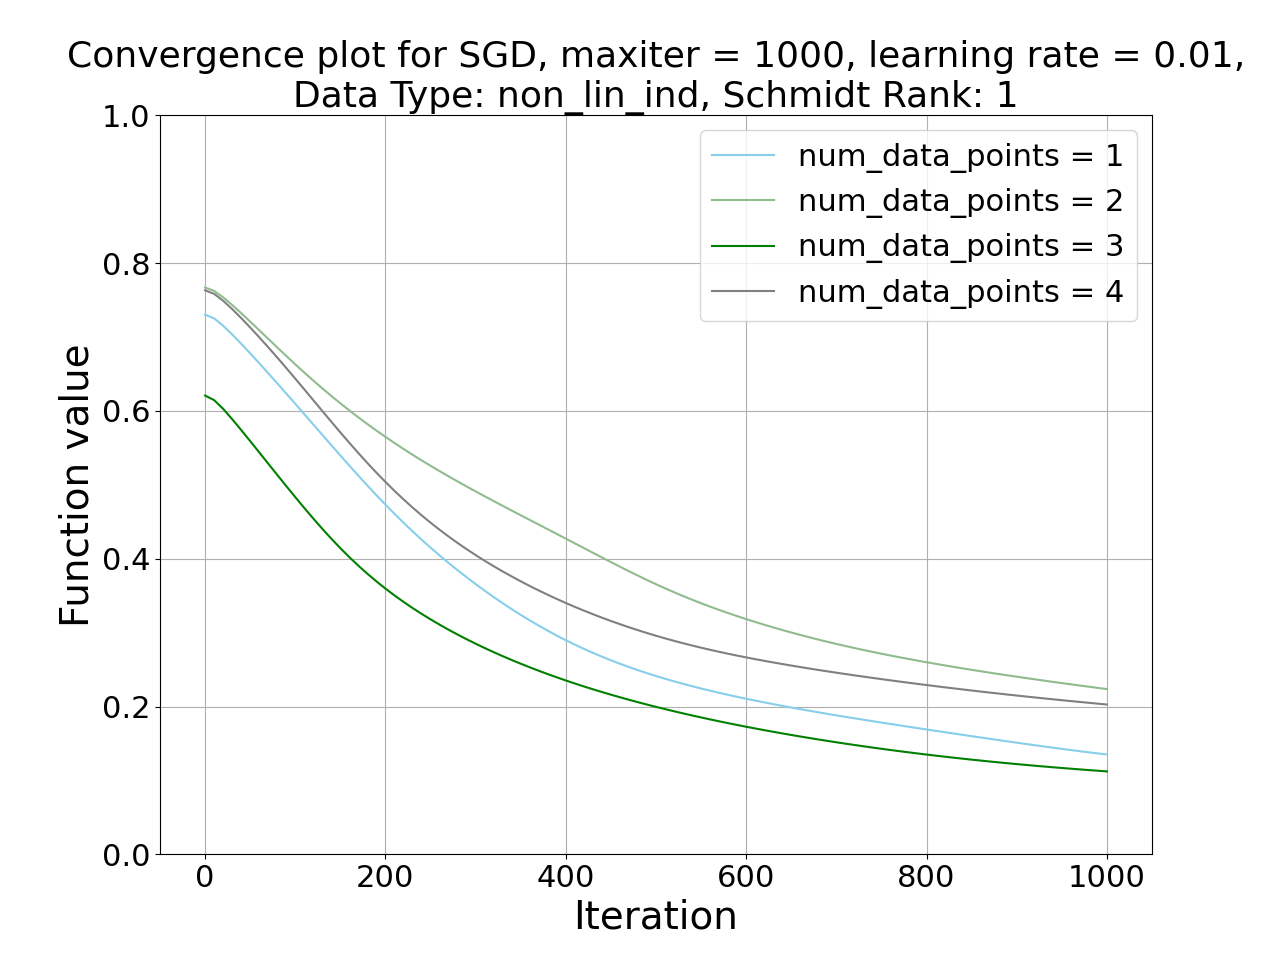 Convergence plot for SGD, maxiter = 1000, learning rate = 0.01,
Data Type: non_lin_ind, Schmidt Rank: 1
num_data_points = 1
num_data_points = 2
num_data_points = 3
num_data_points = 4
Function value
1.0
0.8
0.6
0.4
0.2
0.0
0 200 400 600 800 1000
Iteration